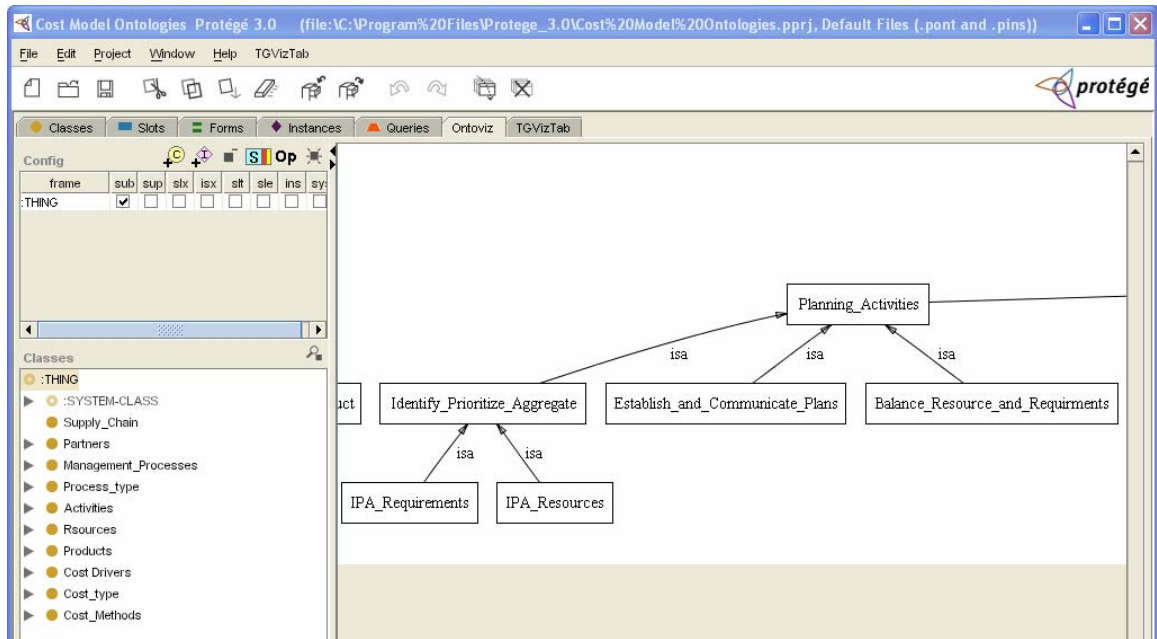 Cost Model Ontologies Protégé 3.0 (file:\C:\Program%20Files\Protege_3.0\Cost%20Model%20Ontologies.pprj, Default Files (.pont and .pins))
File Edit Project Window Help TGVizTab
protégé
Classes Slots Forms Instances Queries Ontoviz TGVizTab
Config C I S Op
frame sub sup slx isx slt sle ins sy
:THING
Classes
:THING
:SYSTEM-CLASS
Supply_Chain
Partners
Management_Processes
Process_type
Activities
Rsources
Products
Cost Drivers
Cost_type
Cost_Methods
Planning_Activities
isa isa isa
uct Identify_Prioritize_Aggregate Establish_and_Communicate_Plans Balance_Resource_and_Requirments
isa isa
IPA_Requirements IPA_Resources